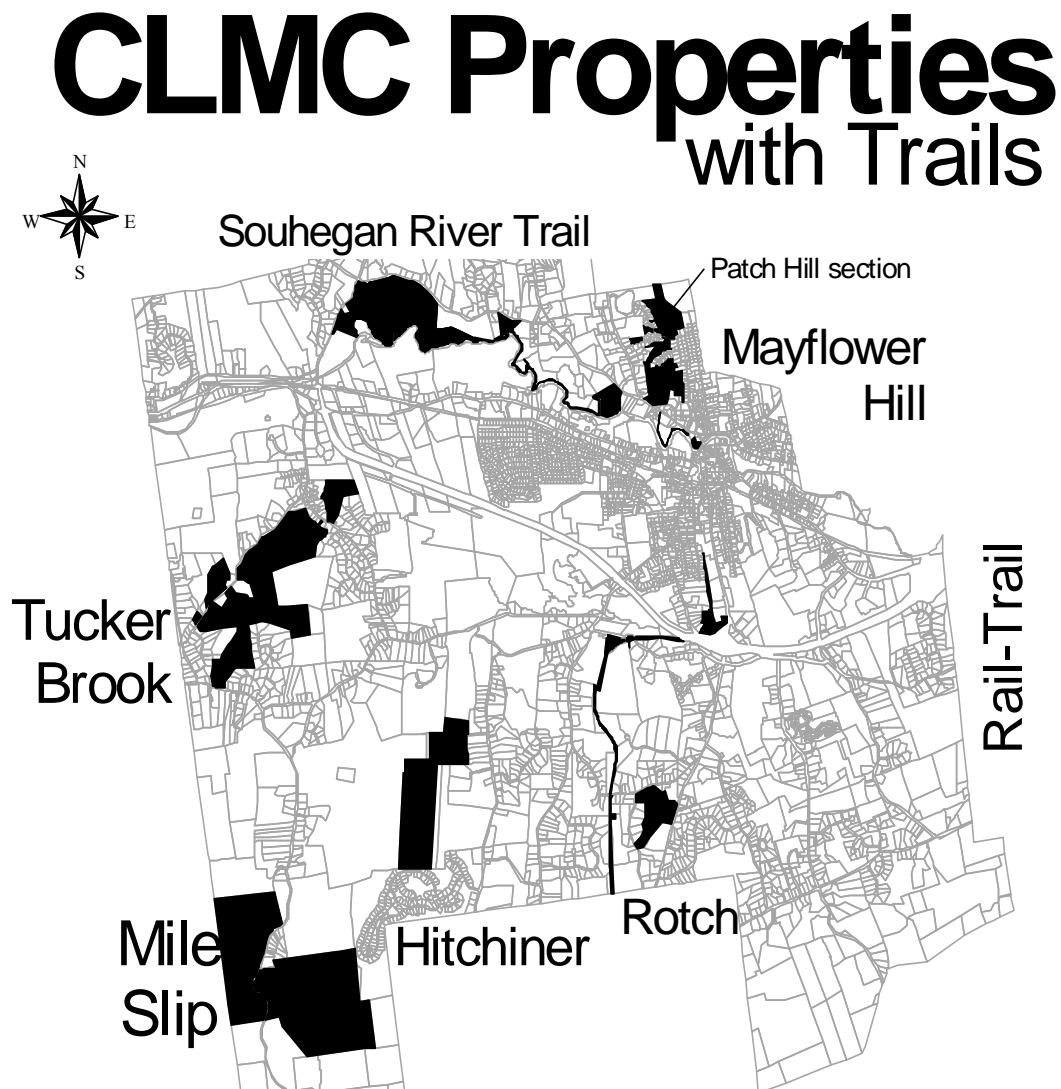 CLMC Properties
with Trails
N
W
E
S
Souhegan River Trail
Patch Hill section
Mayflower
Hill
Tucker
Brook
Rail-Trail
Rotch
Hitchiner
Mile
Slip